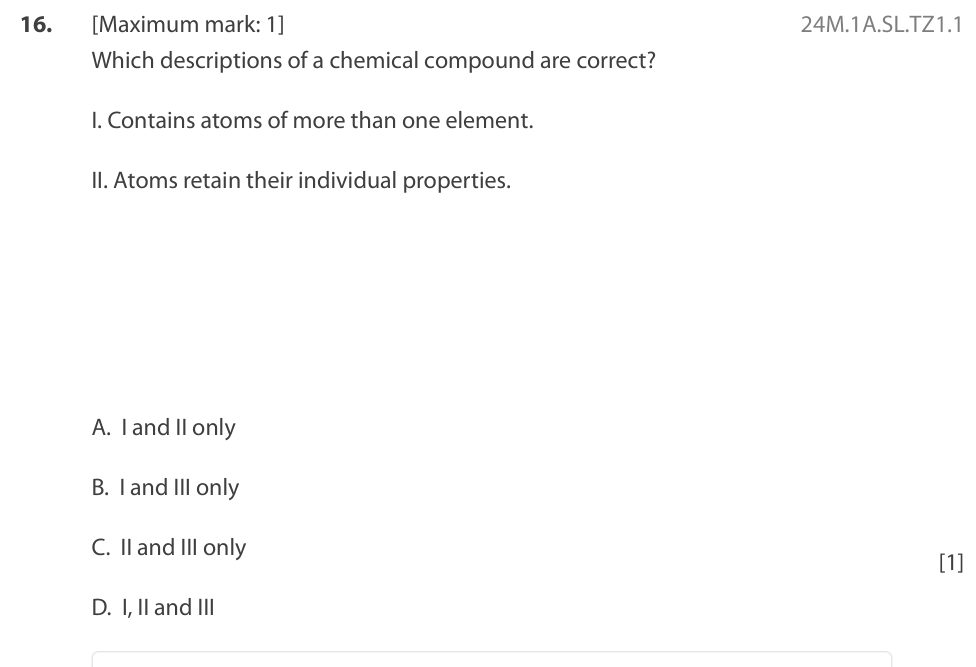 16. [Maximum mark: 1] 24M.1A.SL.TZ1.1
Which descriptions of a chemical compound are correct?
I. Contains atoms of more than one element.
II. Atoms retain their individual properties.
A. I and II only
B. I and III only
C. II and III only
[1]
D. I, II and III